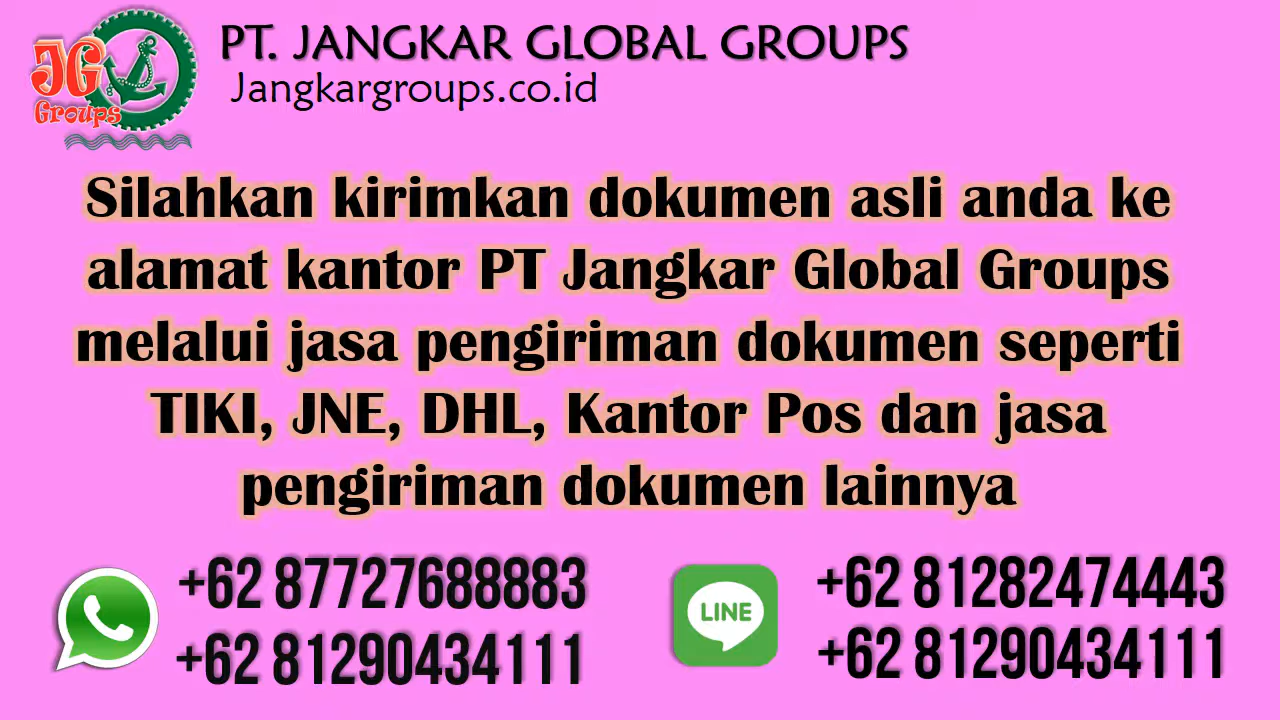 JG
Groups
PT. JANGKAR GLOBAL GROUPS
Jangkargroups.co.id
Silahkan kirimkan dokumen asli anda ke
alamat kantor PT Jangkar Global Groups
melalui jasa pengiriman dokumen seperti
TIKI, JNE, DHL, Kantor Pos dan jasa
pengiriman dokumen lainnya
+62 87727688883
+62 81290434111
LINE
+62 81282474443
+62 81290434111